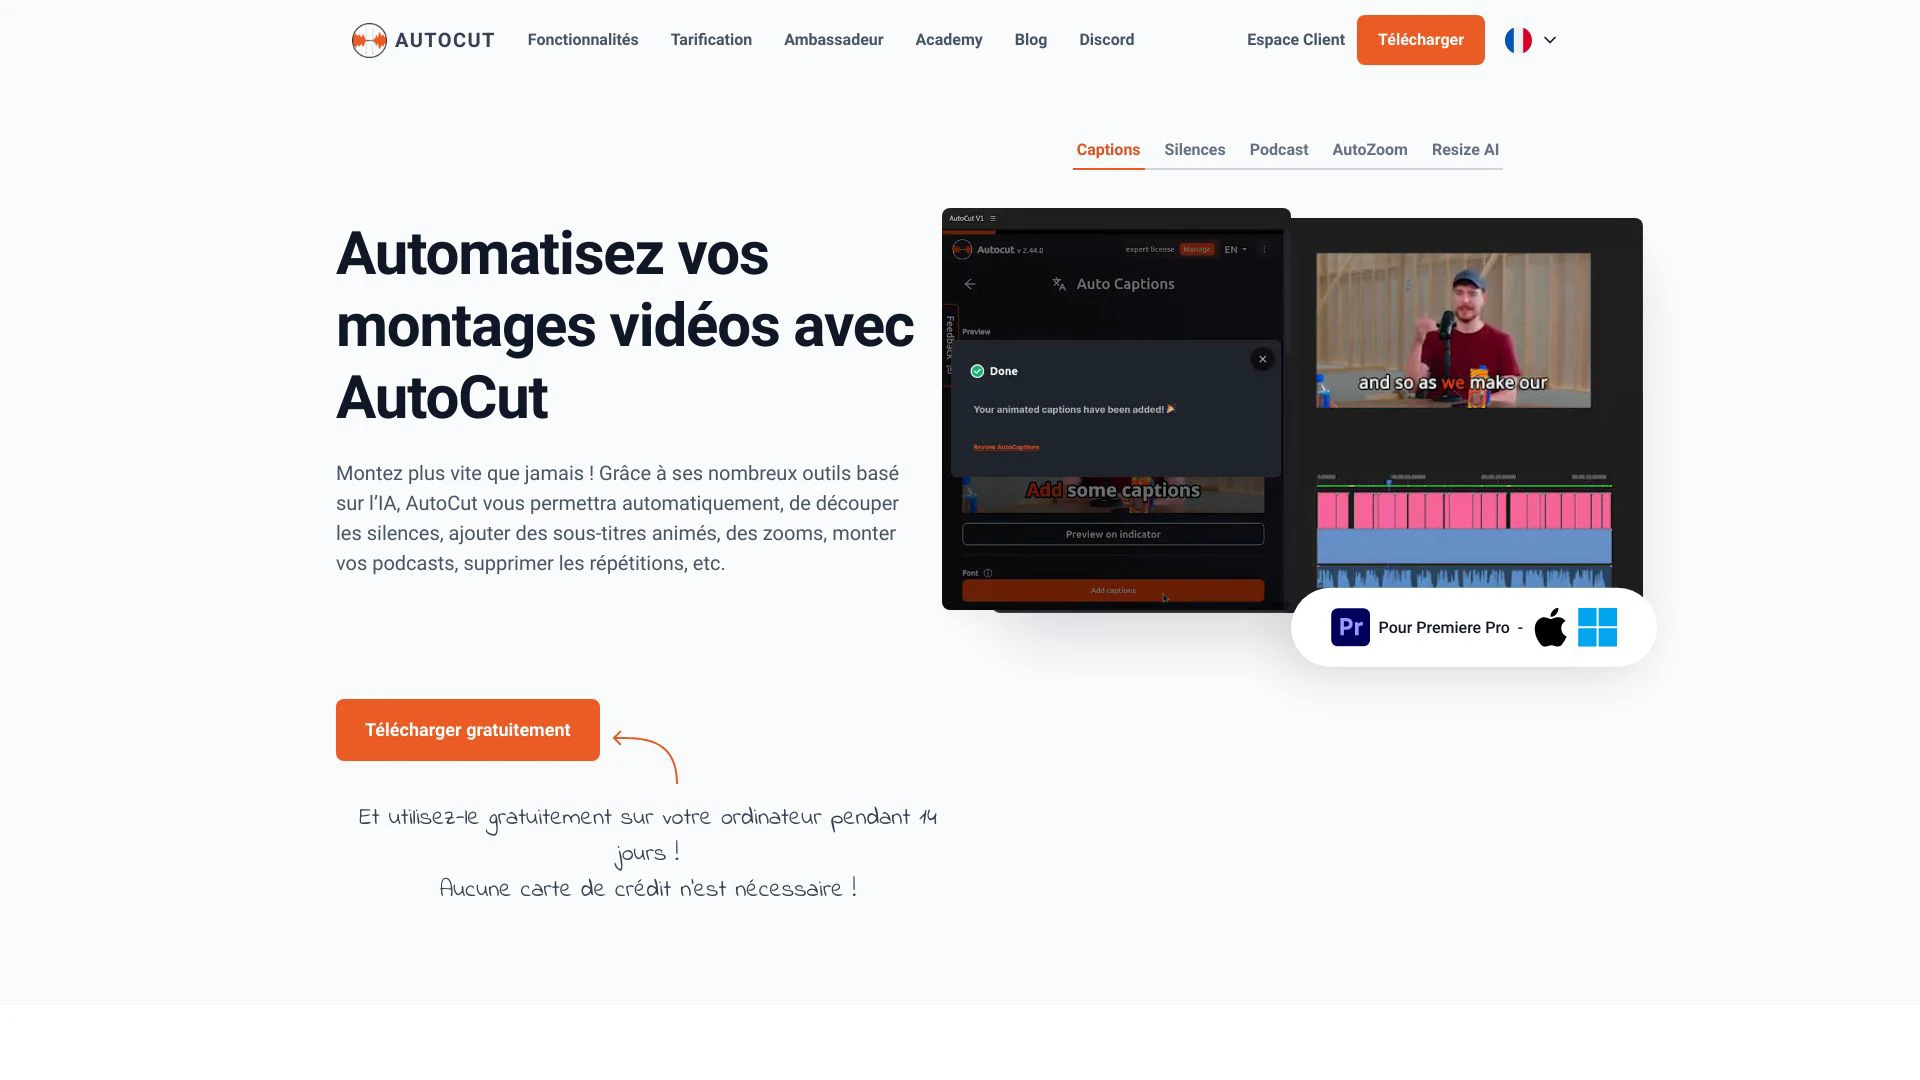 AUTOCUT
Fonctionnalités
Tarification
Ambassadeur
Academy
Blog
Discord
Espace Client
Télécharger
Captions
Silences
Podcast
AutoZoom
Resize AI
Automatisez vos
montages vidéos avec
AutoCut
Montez plus vite que jamais ! Grâce à ses nombreux outils basé
sur l’IA, AutoCut vous permettra automatiquement, de découper
les silences, ajouter des sous-titres animés, des zooms, monter
vos podcasts, supprimer les répétitions, etc.
AutoCut V1
Autocut v 2.44.0
expert license
Manage
EN
Auto Captions
Feedback
Preview
Done
Your animated captions have been added!
Review AutoCaptions
Add some captions
Preview on indicator
Font
Add captions
and so as we make our
Pr
Pour Premiere Pro -
Télécharger gratuitement
Et utilisez-le gratuitement sur votre ordinateur pendant 14
jours !
Aucune carte de crédit n'est nécessaire !